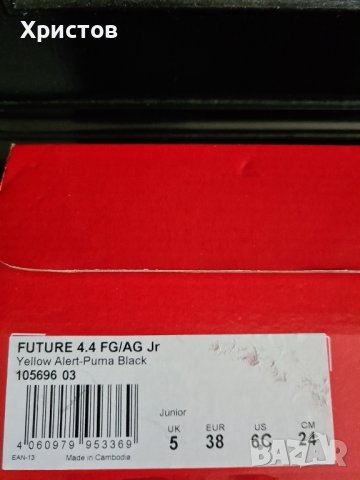 Христов
FUTURE 4.4 FG/AG Jr
Yellow Alert-Puma Black
105696 03
Junior
UK EUR US CM
5 38 6C 24
4 060979 953369
EAN-13 Made in Cambodia
BAZAR